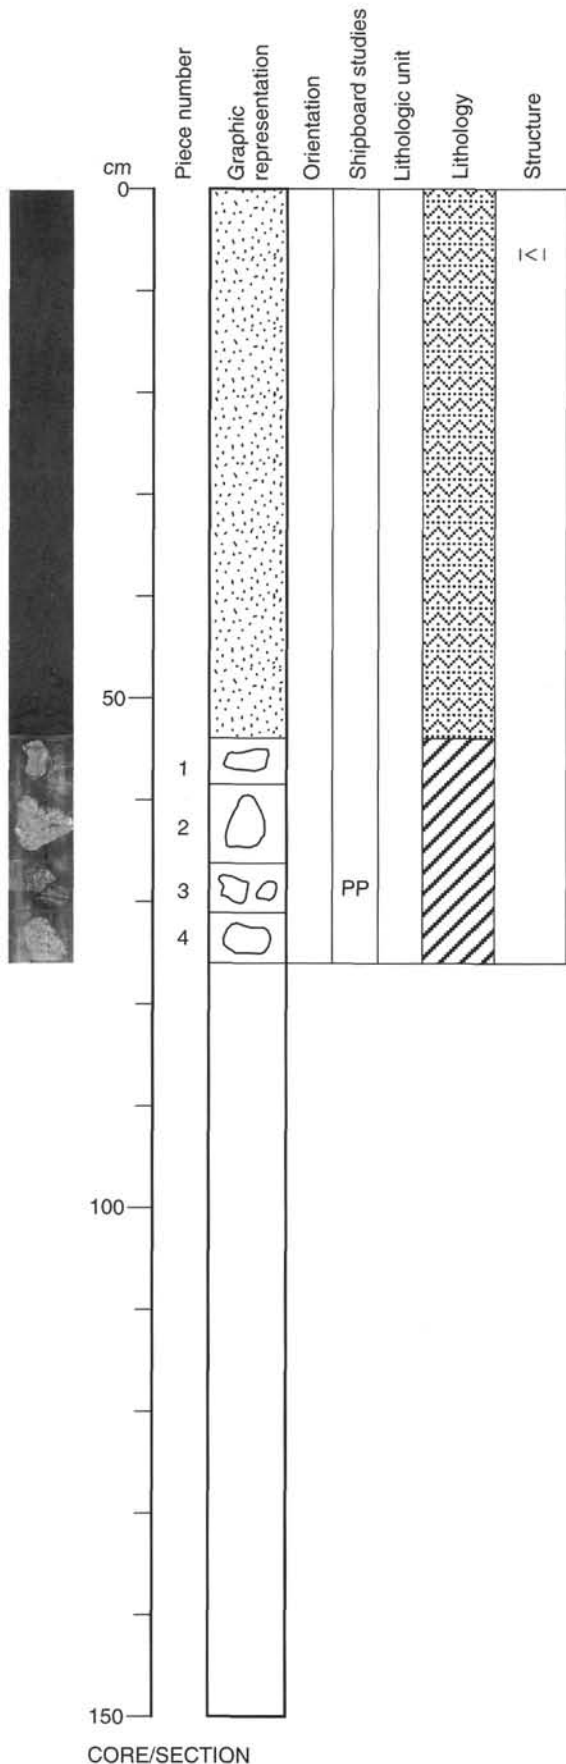 cm
Piece number
Graphic
representation
Orientation
Shipboard studies
Lithologic unit
Lithology
Structure
0
50
1
2
3
PP
4
100
150
CORE/SECTION